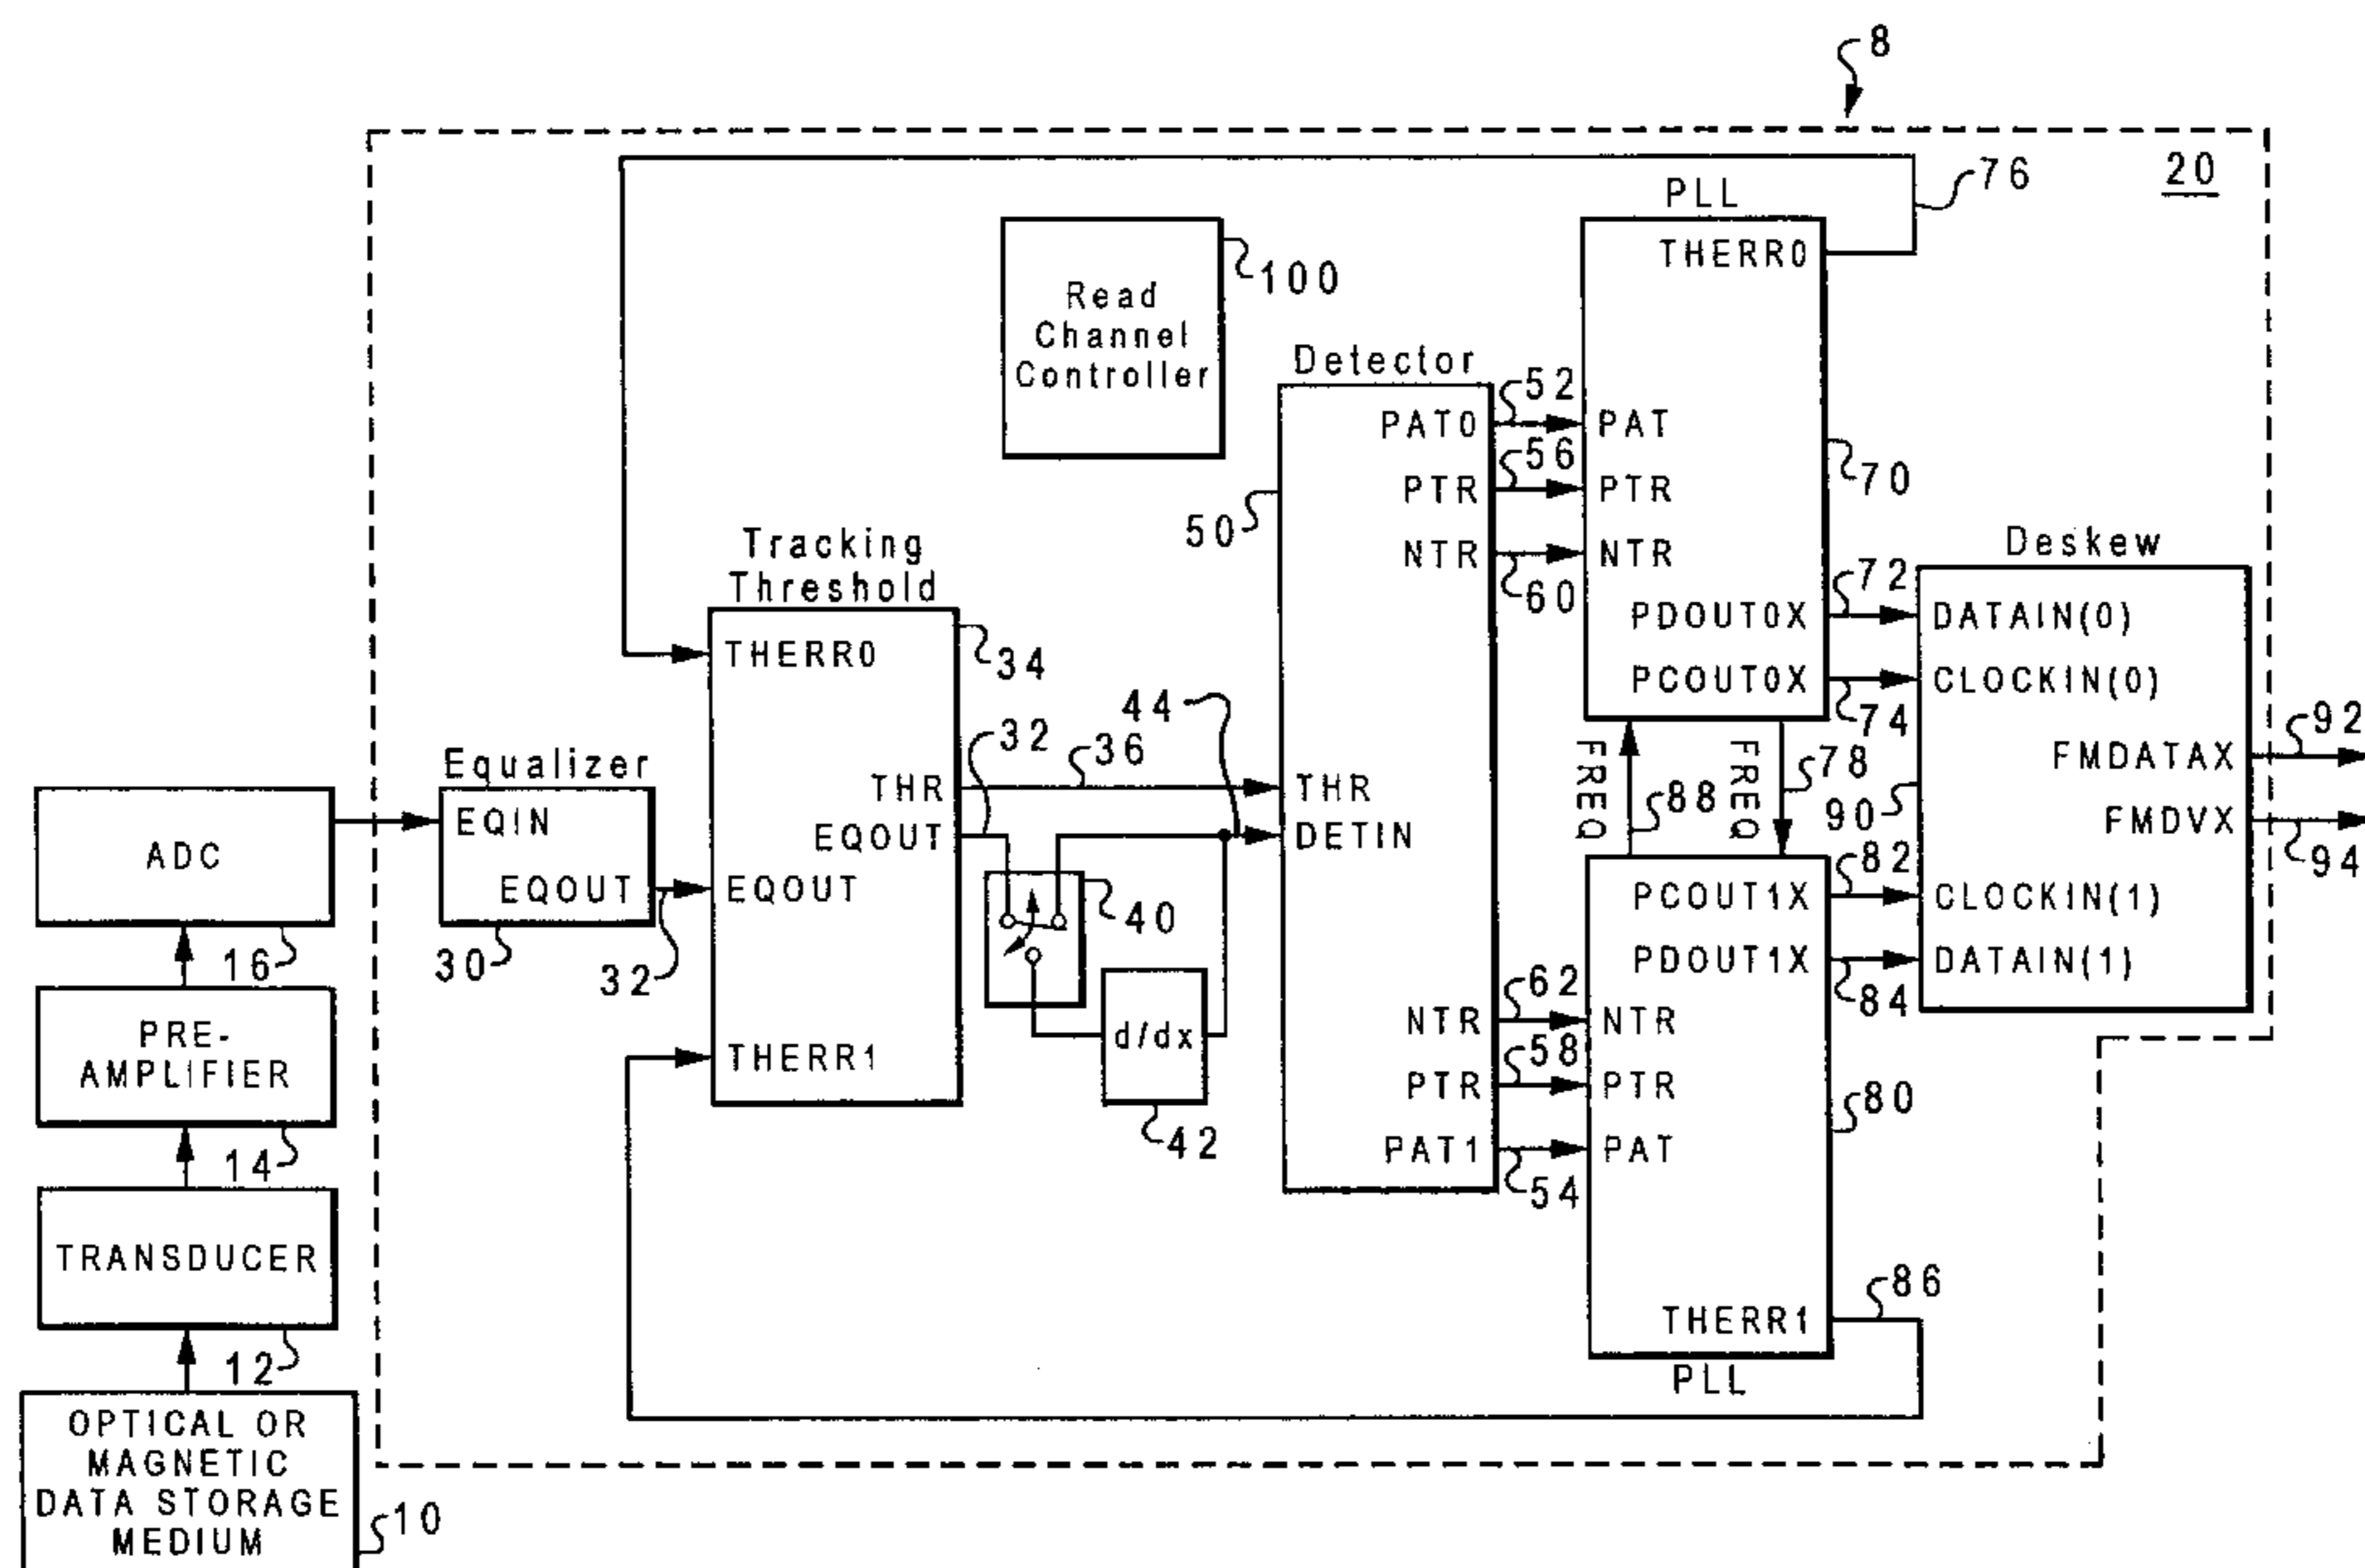 8
20
76
PLL
THERR0
100
Read
Channel
Controller
Detector
PAT0
52
PAT
PTR
56
PTR
70
50
NTR
60
NTR
Tracking
Threshold
Deskew
PDOUT0X
72
DATAIN(0)
THERR0
34
PCOUT0X
74
CLOCKIN(0)
44
32
36
92
Equalizer
FREQ
FREQ
78
FMDATAX
THR
THR
88
90
EQIN
ADC
EQOUT
DETIN
FMDVX
94
EQOUT
EQOUT
40
PCOUT1X
82
CLOCKIN(1)
16
30
32
PDOUT1X
84
DATAIN(1)
PRE-
AMPLIFIER
d/dx
NTR
62
NTR
THERR1
PTR
58
PTR
80
42
14
PAT1
54
PAT
TRANSDUCER
86
THERR1
12
PLL
OPTICAL OR
MAGNETIC
DATA STORAGE
MEDIUM
10